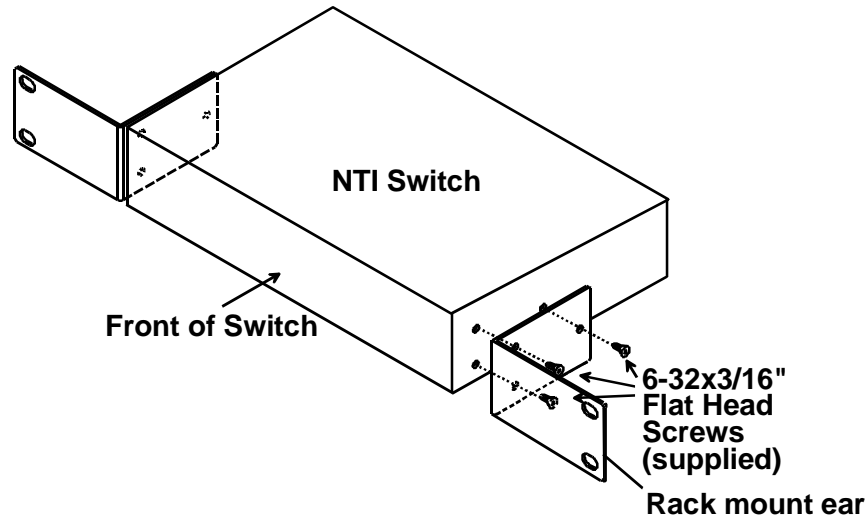 NTI Switch
Front of Switch
6-32x3/16"
Flat Head
Screws
(supplied)
Rack mount ear